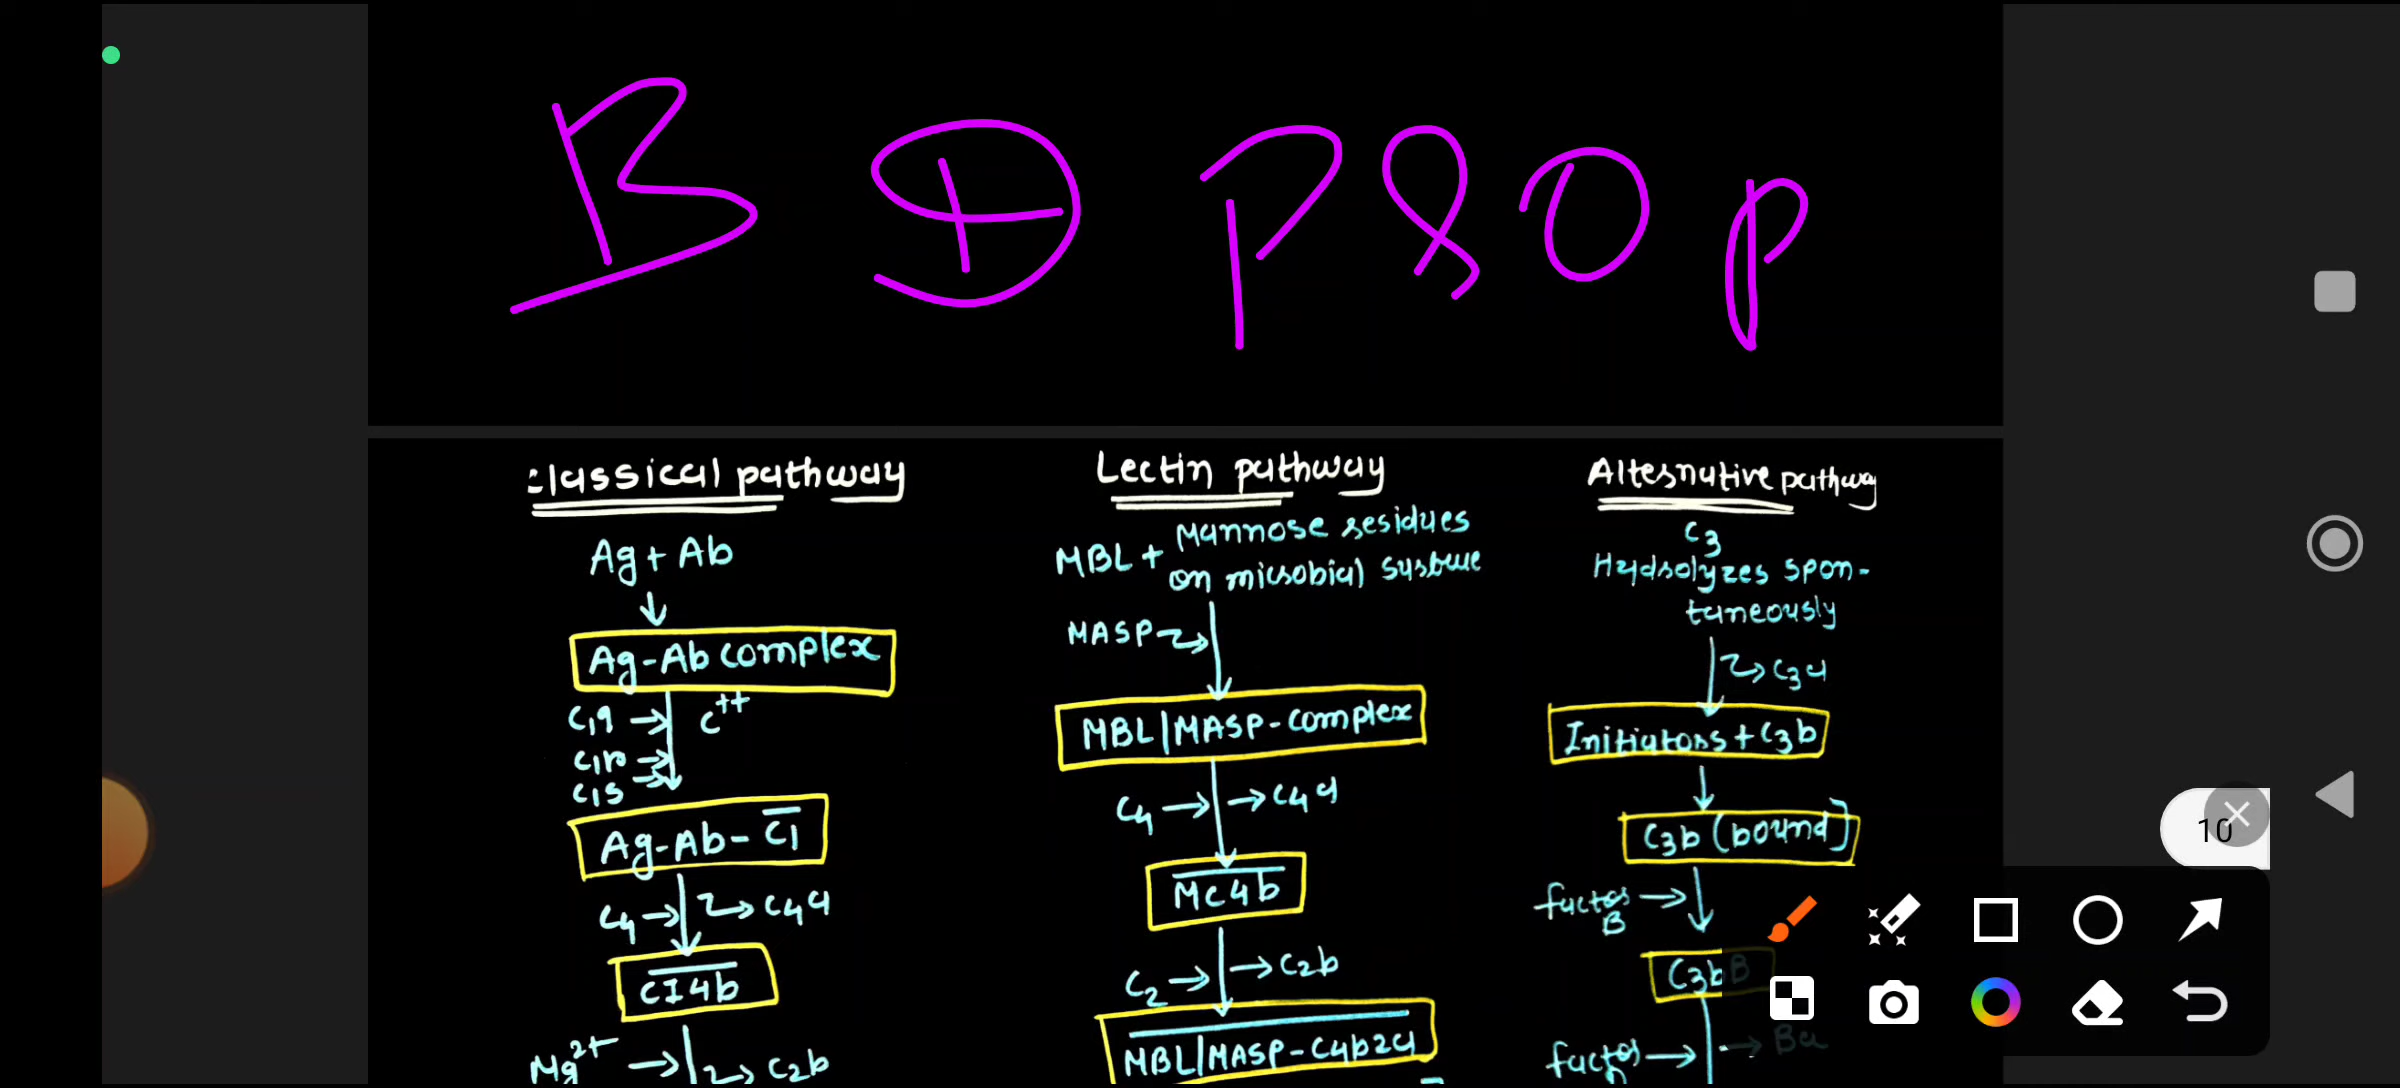 B D P R O P
Classical pathway
Ag + Ab
Ag-Ab complex
C1q
C++
C1r
C1s
Ag-Ab-C1
C4
C4a
C14b
Mg2+
C2b
Lectin pathway
MBL + Mannose residues
on microbial surface
MASP
MBL|MASP-complex
C4
C4a
MC4b
C2
C2b
MBL|MASP-C4b2a
Alternative pathway
C3
Hydrolyzes spon-
taneously
C3a
Initiators + C3b
C3b (bound)
factor
B
C3bB
factor
Ba
10